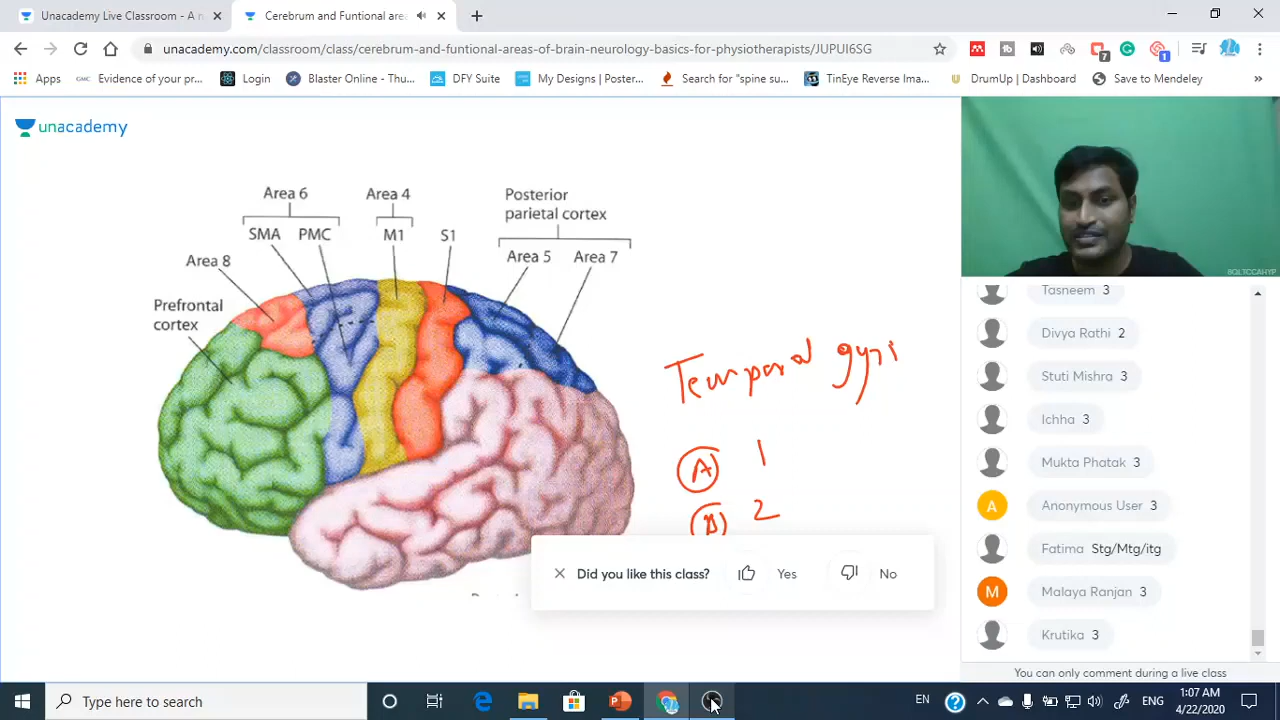 Unacademy Live Classroom - A n
Cerebrum and Funtional area
unacademy.com/classroom/class/cerebrum-and-funtional-areas-of-brain-neurology-basics-for-physiotherapists/JUPUI6SG
7
1
Apps
GMC Evidence of your pr...
Login
Blaster Online - Thu...
DFY Suite
My Designs | Poster...
Search for "spine su...
TinEye Reverse Ima...
DrumUp | Dashboard
Save to Mendeley
»
unacademy
Area 6
Area 4
Posterior
parietal cortex
SMA
PMC
M1
S1
Area 8
Area 5
Area 7
Prefrontal
cortex
Temporal gyri
A 1
B 2
Did you like this class?
Yes
No
Tasneem 3
Divya Rathi 2
Stuti Mishra 3
Ichha 3
Mukta Phatak 3
A Anonymous User 3
Fatima Stg/Mtg/itg
M Malaya Ranjan 3
Krutika 3
You can only comment during a live class
Type here to search
EN
ENG
1:07 AM
4/22/2020